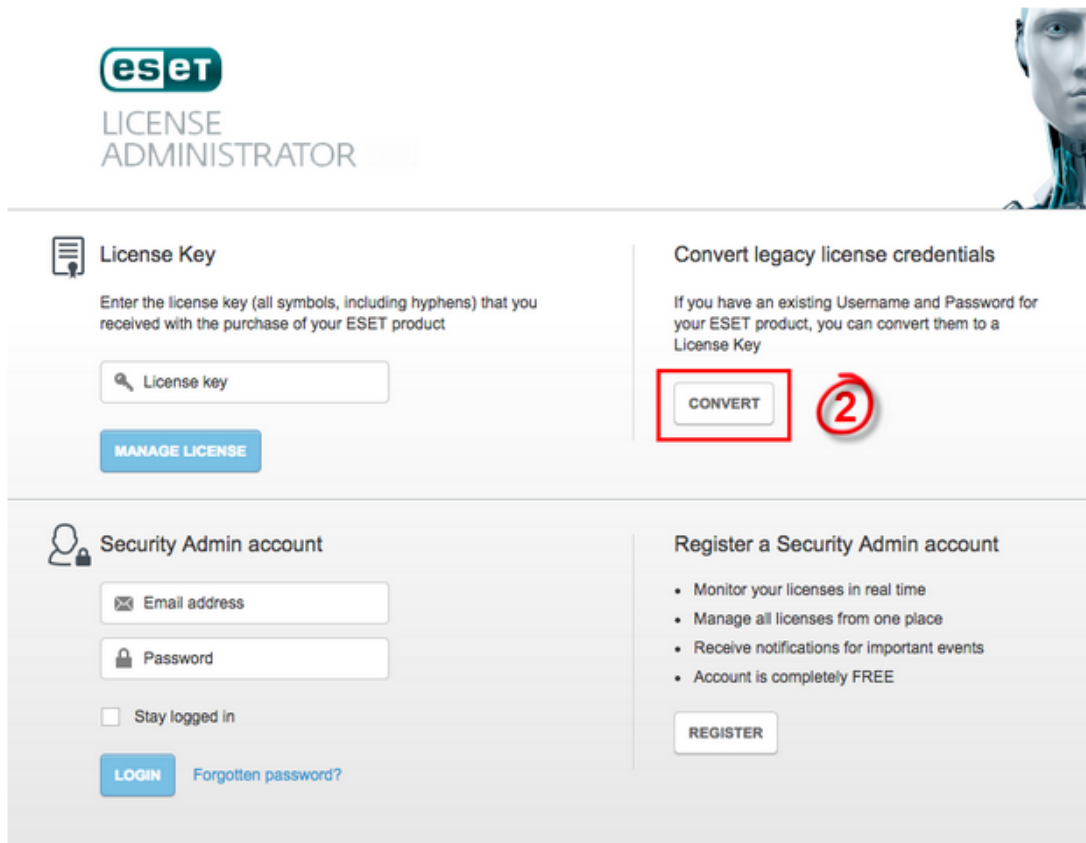 eset
LICENSE
ADMINISTRATOR
License Key
Enter the license key (all symbols, including hyphens) that you
received with the purchase of your ESET product
License key
MANAGE LICENSE
Convert legacy license credentials
If you have an existing Username and Password for
your ESET product, you can convert them to a
License Key
CONVERT
2
Security Admin account
Email address
Password
Stay logged in
LOGIN Forgotten password?
Register a Security Admin account
• Monitor your licenses in real time
• Manage all licenses from one place
• Receive notifications for important events
• Account is completely FREE
REGISTER